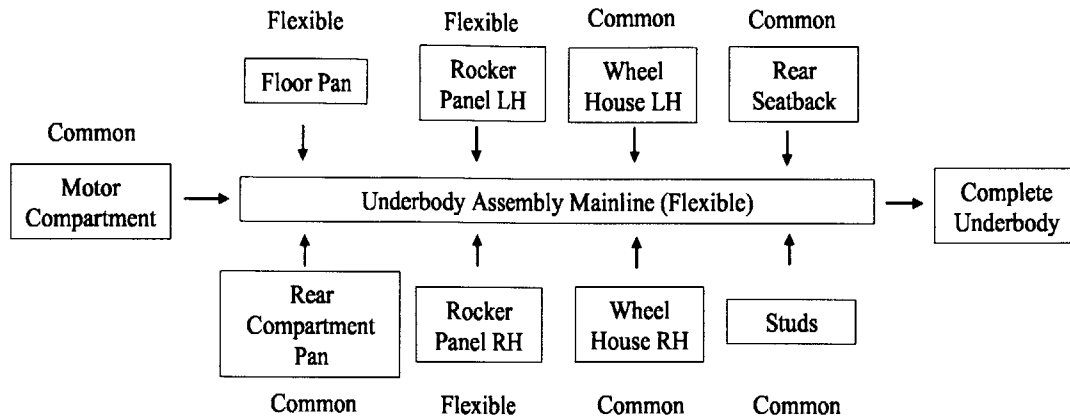 Flexible
Flexible
Common
Common
Floor Pan
Rocker
Panel LH
Wheel
House LH
Rear
Seatback
Common
Motor
Compartment
Underbody Assembly Mainline (Flexible)
Complete
Underbody
Rear
Compartment
Pan
Rocker
Panel RH
Wheel
House RH
Studs
Common
Flexible
Common
Common